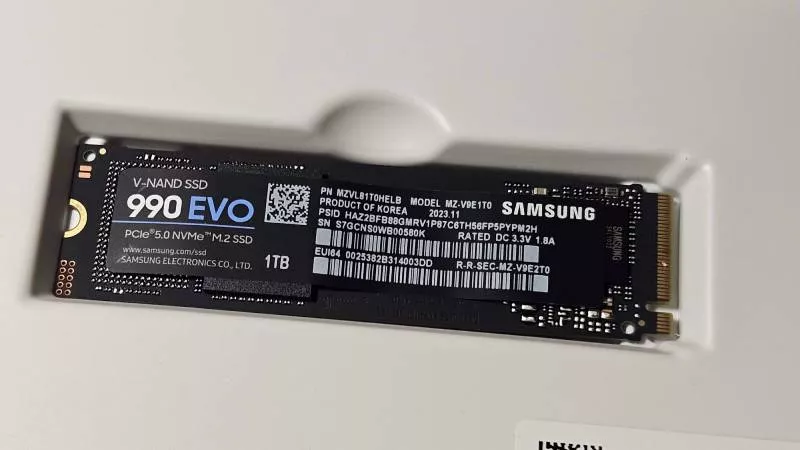 V-NAND SSD
990 EVO
PCIe® 5.0 NVMe™ M.2 SSD
www.samsung.com/ssd
SAMSUNG ELECTRONICS CO., LTD.
1TB
PN MZVL81T0HELB MODEL MZ-V9E1T0
PRODUCT OF KOREA 2023.11
SAMSUNG
PSID HAZ2BFB88GMRV1P87C6TH56FP5PYPM2H
SN S7GCNS0WB00580K RATED DC 3.3V 1.8A
EUI64 0025382B314003DD R-R-SEC-MZ-V9E2T0
SAMSUNG